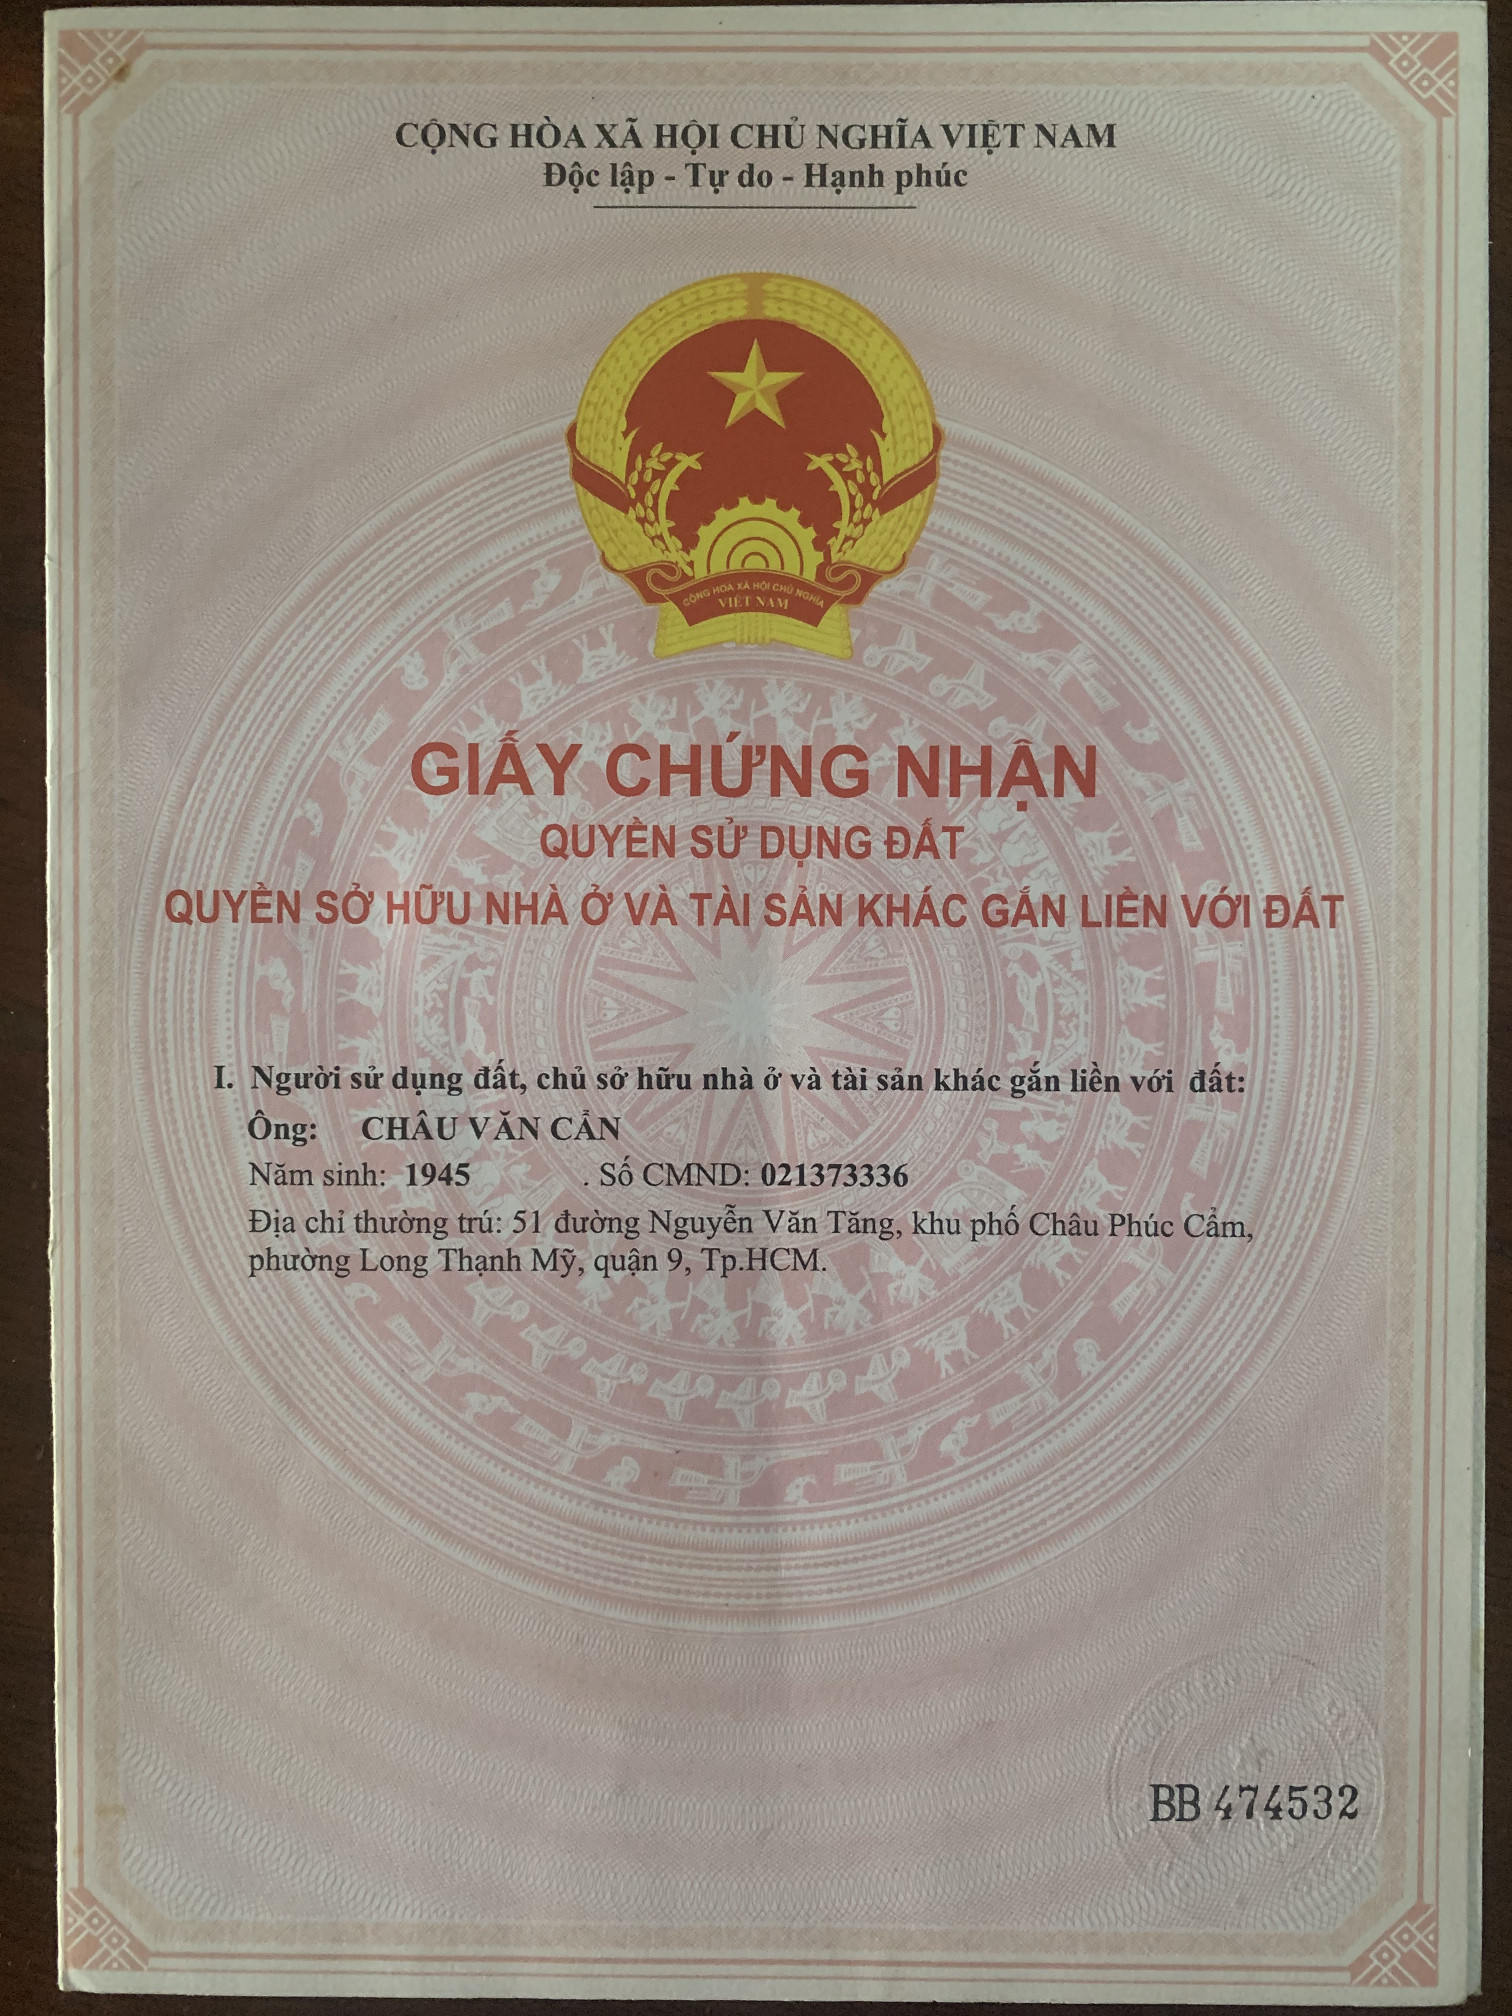 CỘNG HÒA XÃ HỘI CHỦ NGHĨA VIỆT NAM
Độc lập - Tự do - Hạnh phúc
CỘNG HÒA XÃ HỘI CHỦ NGHĨA
VIỆT NAM
GIẤY CHỨNG NHẬN
QUYỀN SỬ DỤNG ĐẤT
QUYỀN SỞ HỮU NHÀ Ở VÀ TÀI SẢN KHÁC GẮN LIỀN VỚI ĐẤT
I. Người sử dụng đất, chủ sở hữu nhà ở và tài sản khác gắn liền với đất:
Ông: CHÂU VĂN CẨN
Năm sinh: 1945 . Số CMND: 021373336
Địa chỉ thường trú: 51 đường Nguyễn Văn Tăng, khu phố Châu Phúc Cẩm,
phường Long Thạnh Mỹ, quận 9, Tp.HCM.
BB 474532